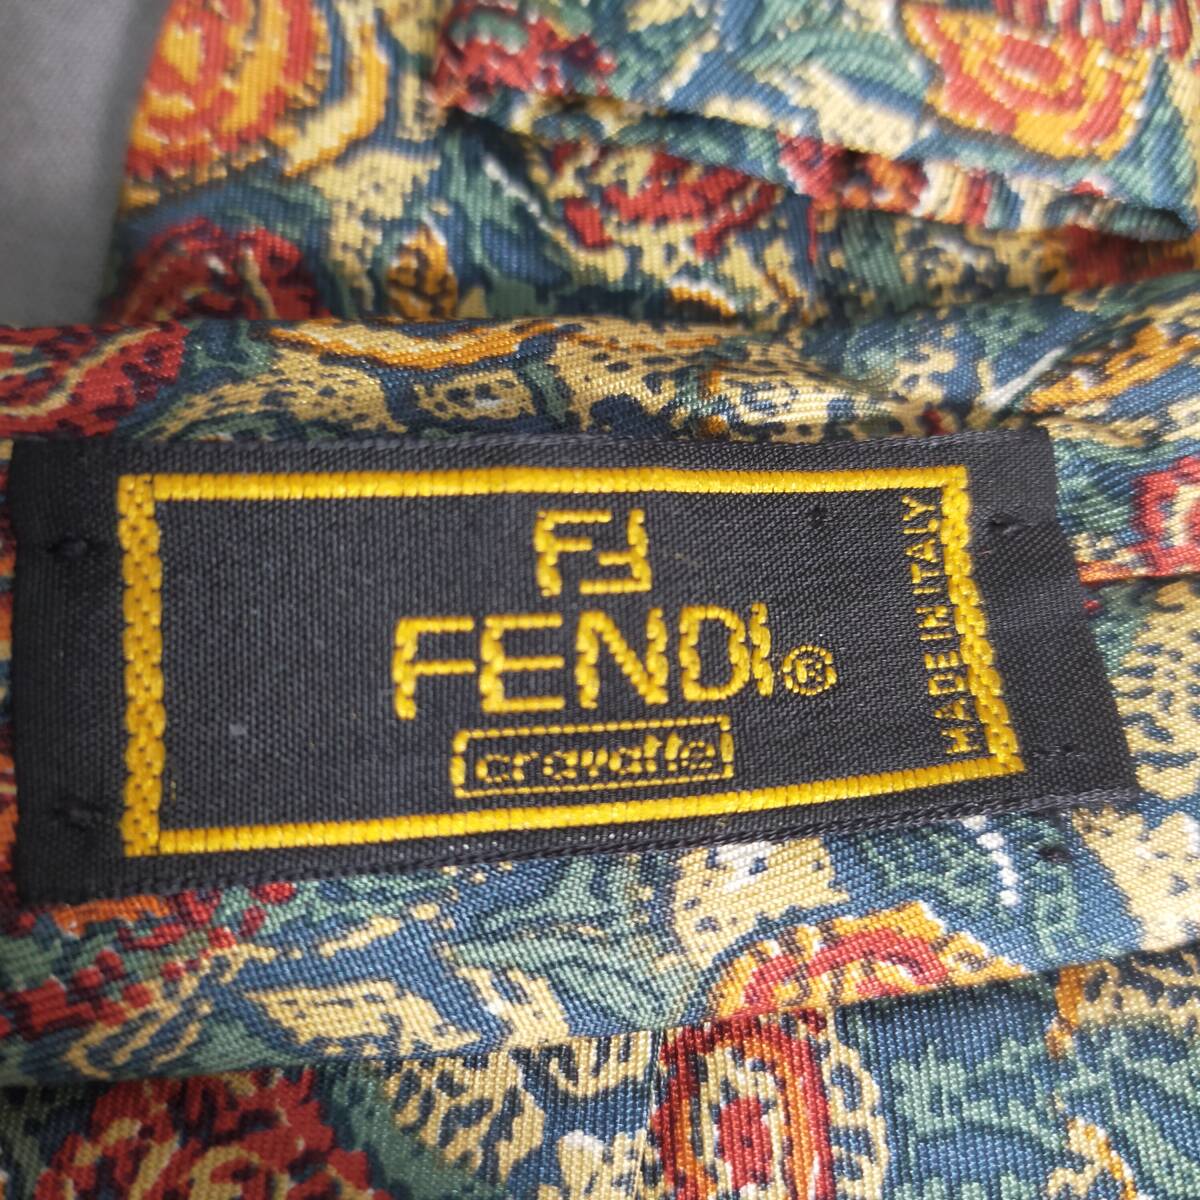 FF
FENDI®
cravatte
MADE IN ITALY